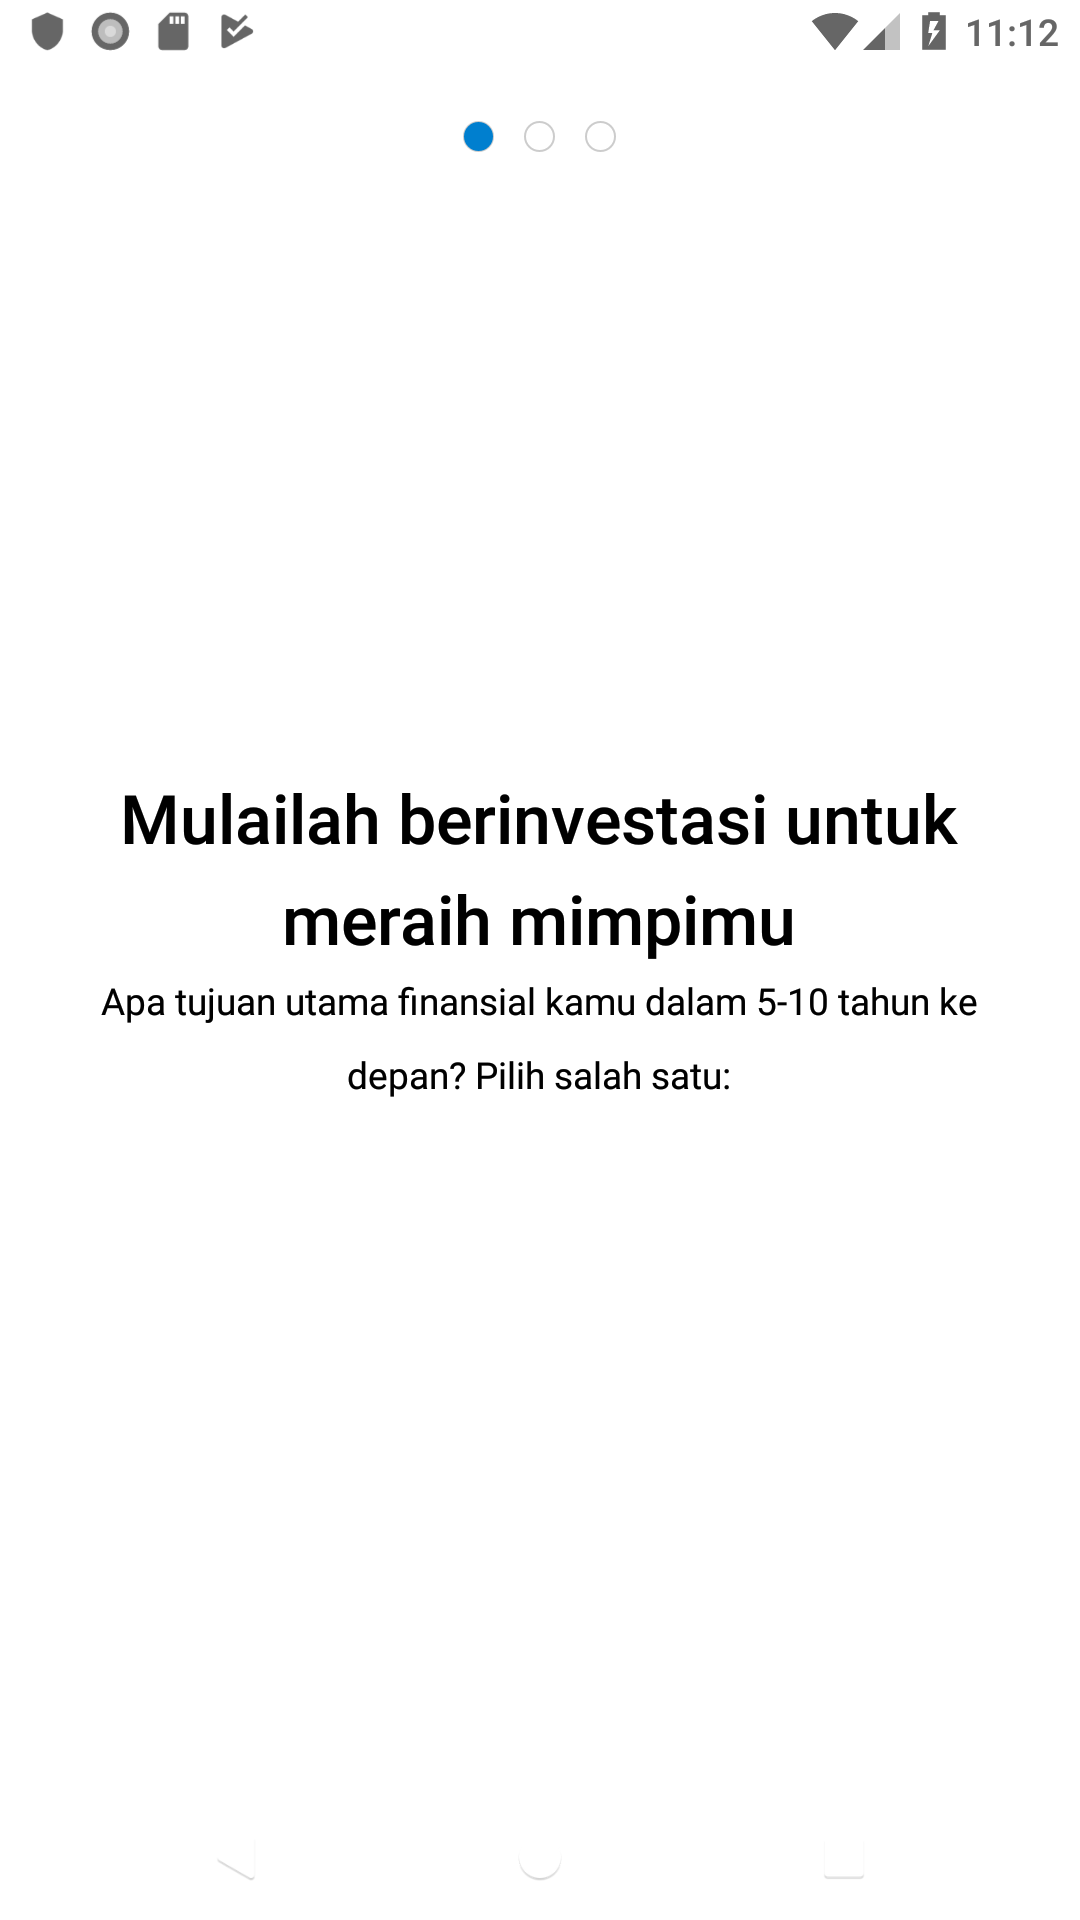 11:12
Mulailah berinvestasi untuk
meraih mimpimu
Apa tujuan utama finansial kamu dalam 5-10 tahun ke
depan? Pilih salah satu: